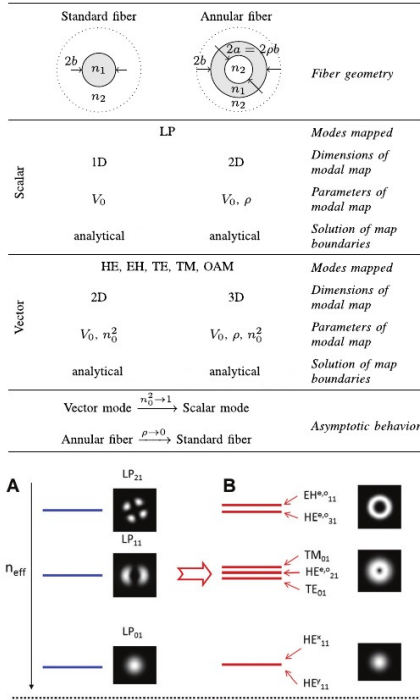 Standard fiber Annular fiber
2b n₁ n₂
2a = 2ρb 2b n₂ n₁ n₂
Fiber geometry
Scalar
LP Modes mapped
1D 2D Dimensions of modal map
V₀ V₀, ρ Parameters of modal map
analytical analytical Solution of map boundaries
Vector
HE, EH, TE, TM, OAM Modes mapped
2D 3D Dimensions of modal map
V₀, n₀² V₀, ρ, n₀² Parameters of modal map
analytical analytical Solution of map boundaries
Vector mode n₀²→1 Scalar mode
Annular fiber ρ→0 Standard fiber
Asymptotic behavior
A
n_eff
LP₂₁
LP₁₁
LP₀₁
B
EHᵉ,ᵒ₁₁
HEᵉ,ᵒ₃₁
TM₀₁
HEᵉ,ᵒ₂₁
TE₀₁
HEˣ₁₁
HEʸ₁₁